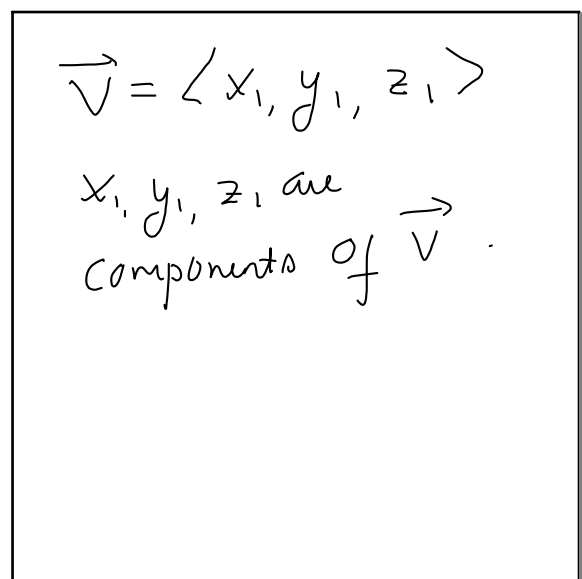 V⃗ = ⟨x₁, y₁, z₁⟩
x₁, y₁, z₁ are
components of V⃗.